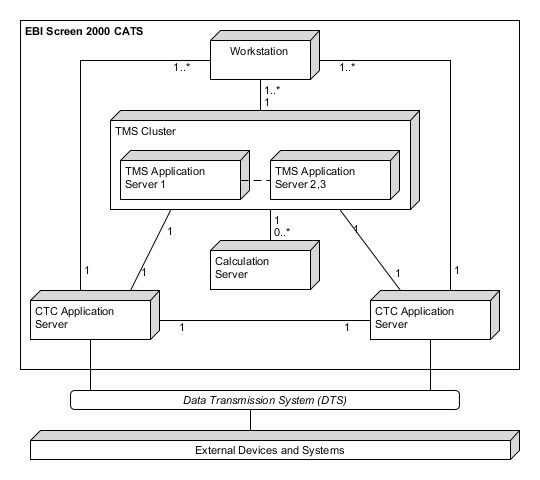 EBI Screen 2000 CATS
Workstation
1..*
1..*
1..*
1
TMS Cluster
TMS Application
Server 1
TMS Application
Server 2,3
1
1
1
0..*
Calculation
Server
1
1
1
1
CTC Application
Server
CTC Application
Server
1
1
Data Transmission System (DTS)
External Devices and Systems